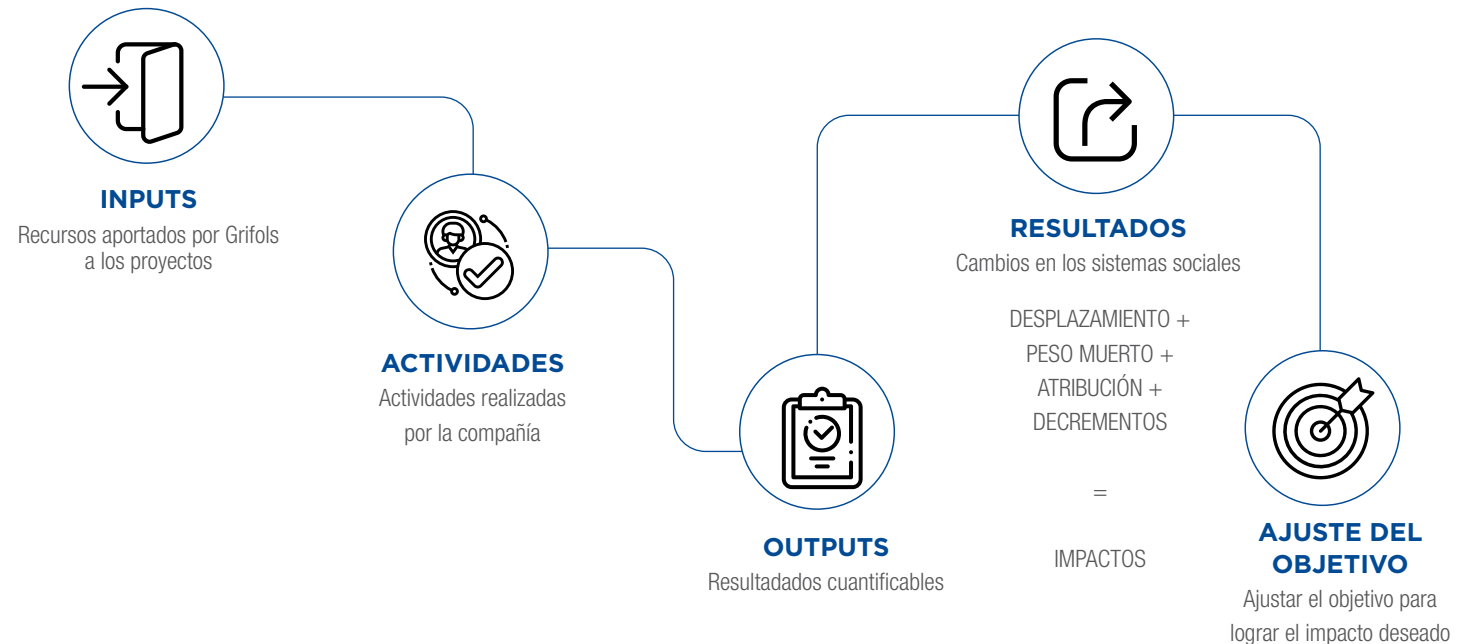 INPUTS
Recursos aportados por Grifols
a los proyectos
ACTIVIDADES
Actividades realizadas
por la compañía
OUTPUTS
Resultadados cuantificables
RESULTADOS
Cambios en los sistemas sociales
DESPLAZAMIENTO +
PESO MUERTO +
ATRIBUCIÓN +
DECREMENTOS
=
IMPACTOS
AJUSTE DEL
OBJETIVO
Ajustar el objetivo para
lograr el impacto deseado